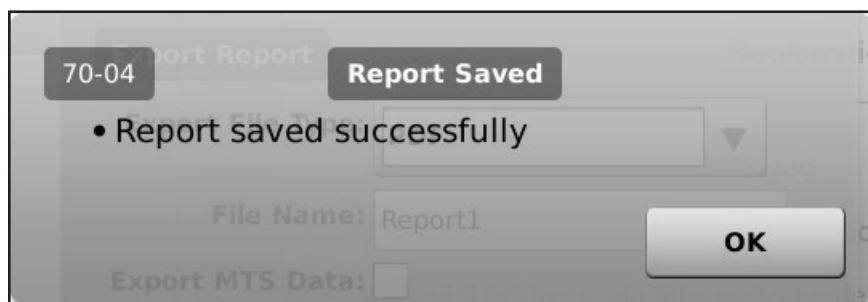 Export Report
70-04
Report Saved
Export File Type:
• Report saved successfully
File Name: Report1
OK
Export MTS Data: